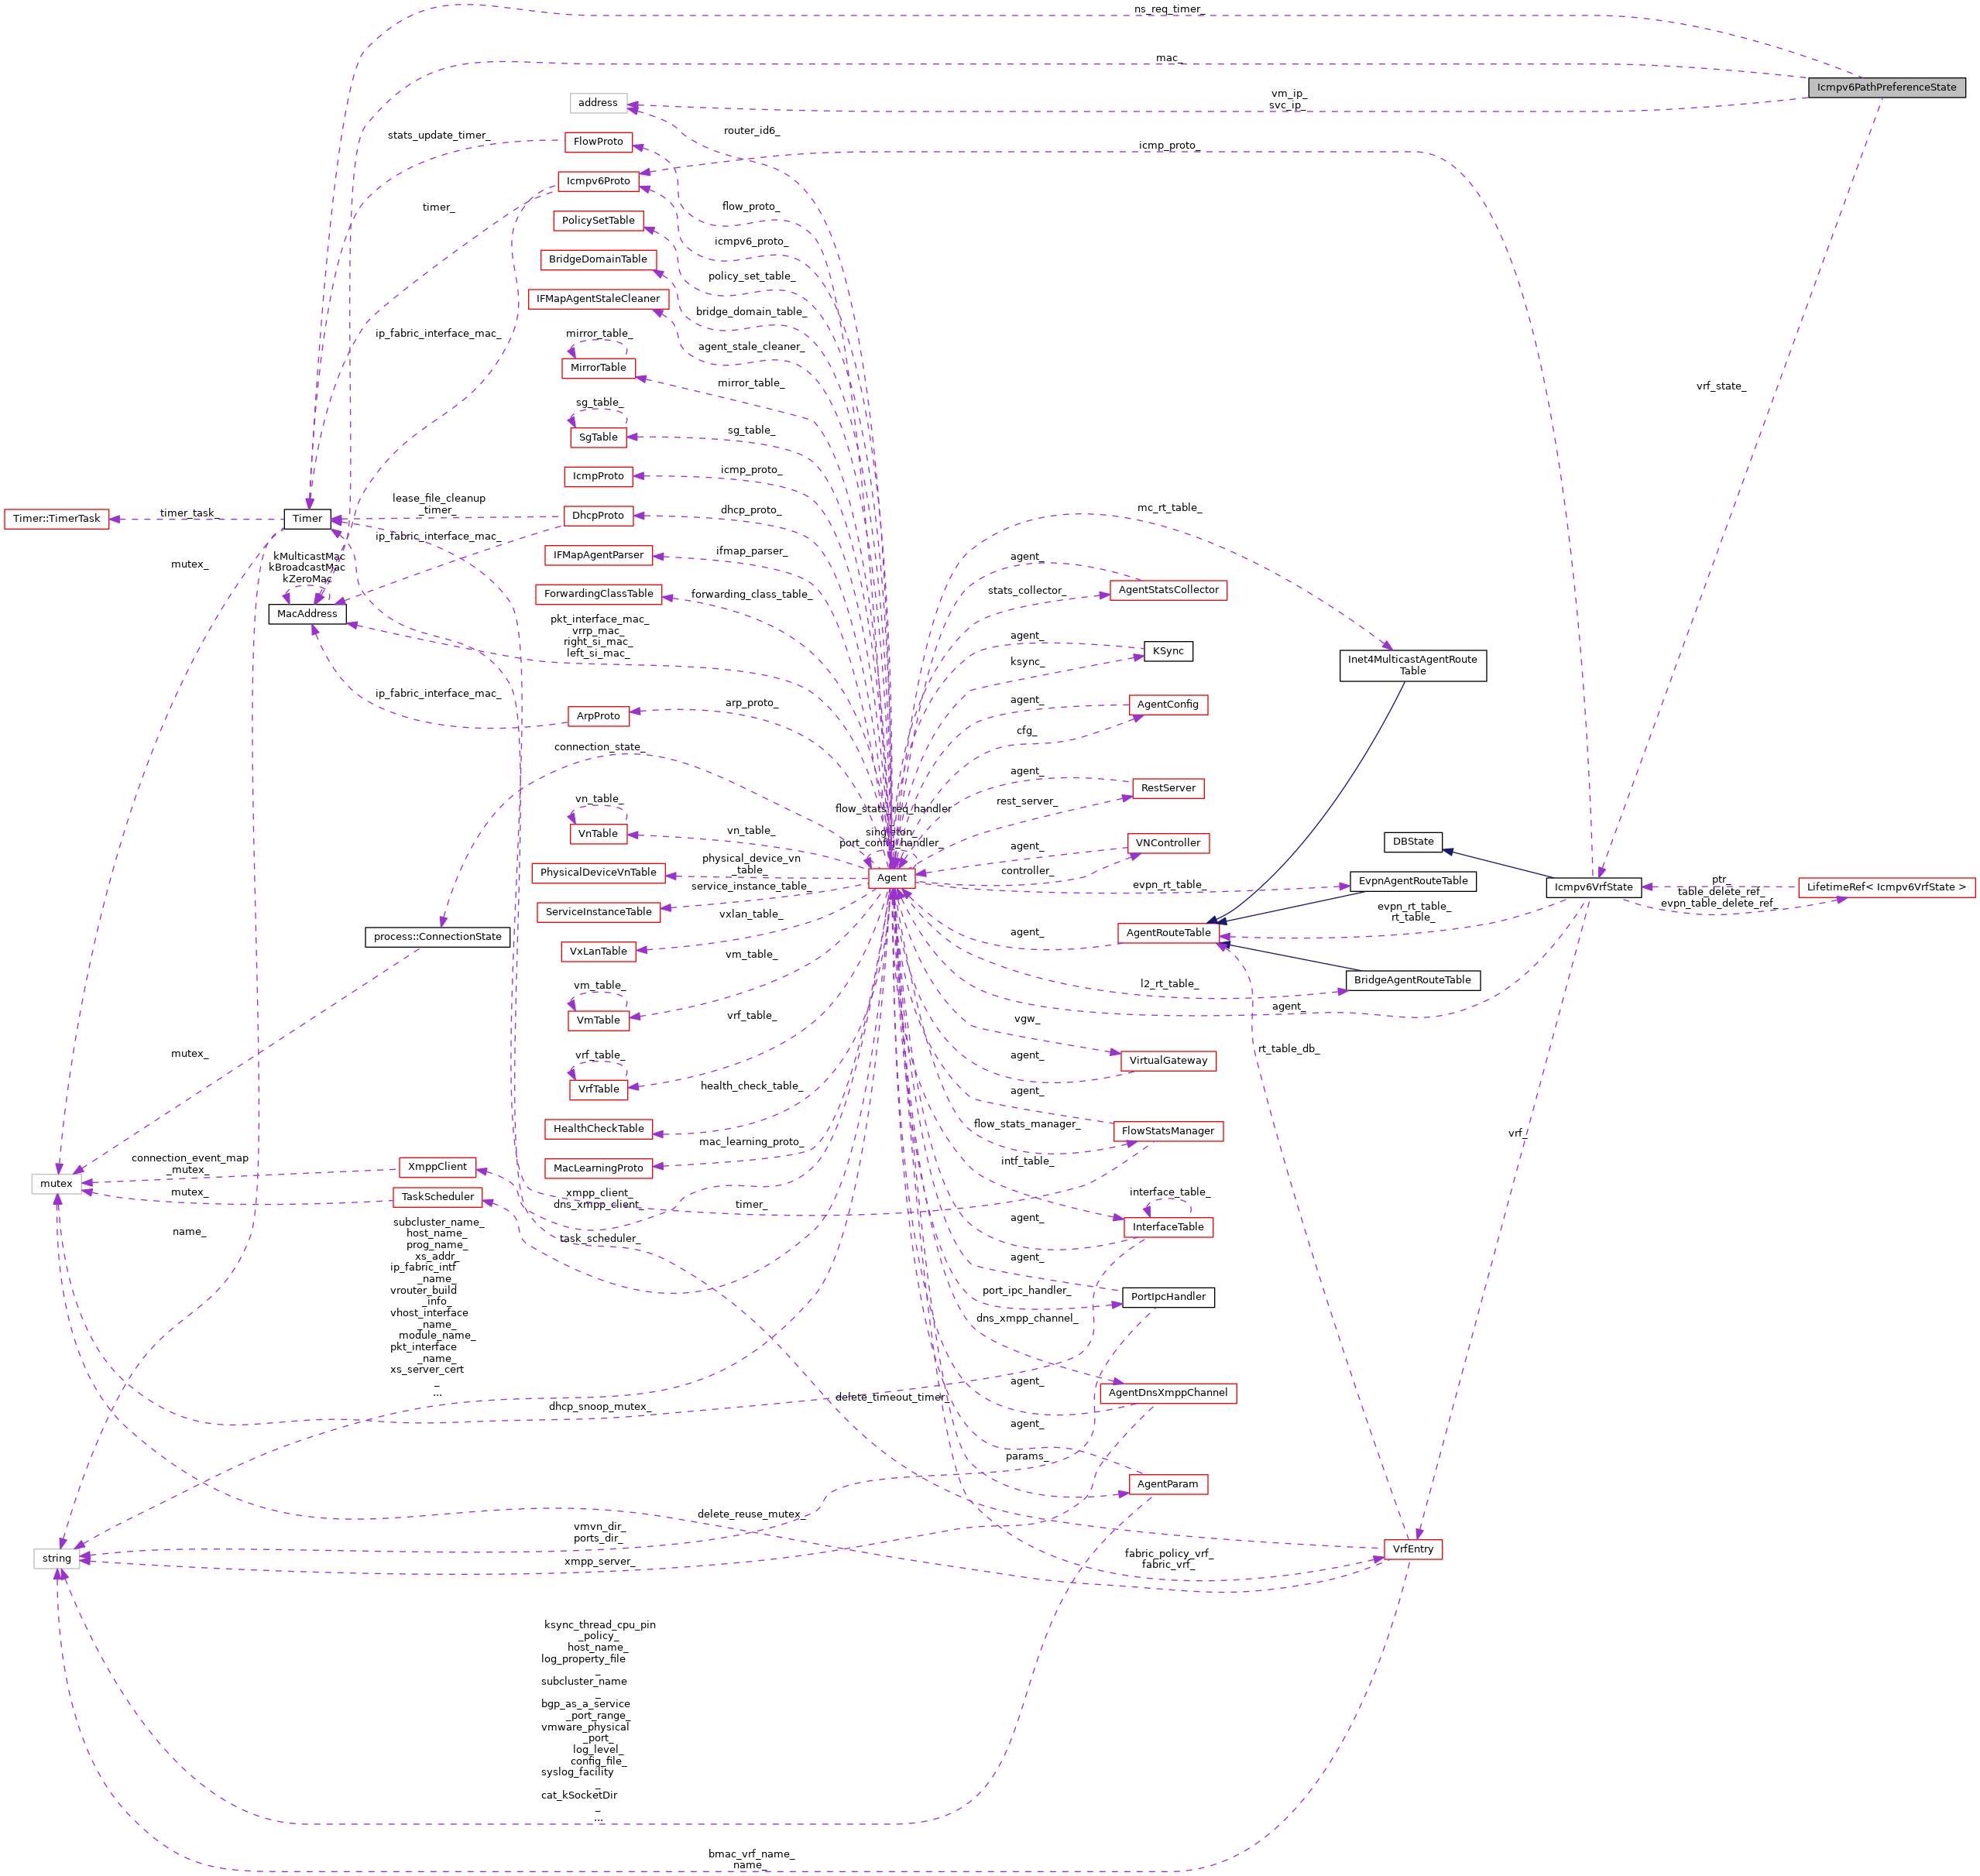 ns_req_timer_
mac_
Icmpv6PathPreferenceState
vm_ip_
svc_ip_
address
router_id6_
stats_update_timer_
FlowProto
icmp_proto_
Icmpv6Proto
timer_
flow_proto_
PolicySetTable
icmpv6_proto_
BridgeDomainTable
policy_set_table_
IFMapAgentStaleCleaner
bridge_domain_table_
mirror_table_
ip_fabric_interface_mac_
agent_stale_cleaner_
MirrorTable
mirror_table_
vrf_state_
sg_table_
SgTable
sg_table_
IcmpProto
icmp_proto_
lease_file_cleanup
_timer_
DhcpProto
dhcp_proto_
mc_rt_table_
Timer::TimerTask
timer_task_
Timer
ip_fabric_interface_mac_
IFMapAgentParser
ifmap_parser_
agent_
mutex_
kMulticastMac
kBroadcastMac
kZeroMac
MacAddress
ForwardingClassTable
forwarding_class_table_
stats_collector_
AgentStatsCollector
pkt_interface_mac_
vrrp_mac_
right_si_mac_
left_si_mac_
agent_
ksync_
KSync
Inet4MulticastAgentRoute
Table
ip_fabric_interface_mac_
ArpProto
arp_proto_
agent_
AgentConfig
cfg_
connection_state_
agent_
RestServer
rest_server_
vn_table_
VnTable
vn_table_
flow_stats_req_handler
_
singleton_
port_config_handler_
agent_
VNController
controller_
DBState
physical_device_vn
_table_
PhysicalDeviceVnTable
Agent
evpn_rt_table_
EvpnAgentRouteTable
Icmpv6VrfState
ptr_
table_delete_ref_
evpn_table_delete_ref_
LifetimeRef< Icmpv6VrfState >
service_instance_table_
ServiceInstanceTable
evpn_rt_table_
rt_table_
vxlan_table_
process::ConnectionState
VxLanTable
agent_
AgentRouteTable
vm_table_
l2_rt_table_
BridgeAgentRouteTable
vm_table_
VmTable
vrf_table_
vgw_
agent_
mutex_
vrf_table_
VrfTable
agent_
VirtualGateway
rt_table_db_
health_check_table_
agent_
HealthCheckTable
flow_stats_manager_
FlowStatsManager
vrf_
mac_learning_proto_
MacLearningProto
intf_table_
connection_event_map
_mutex_
XmppClient
mutex
mutex_
TaskScheduler
xmpp_client_
dns_xmpp_client_
timer_
interface_table_
InterfaceTable
name_
subcluster_name_
host_name_
prog_name_
xs_addr_
ip_fabric_intf
_name_
vrouter_build
_info_
vhost_interface
_name_
module_name_
pkt_interface
_name_
xs_server_cert
_
...
task_scheduler_
agent_
agent_
port_ipc_handler_
PortIpcHandler
dns_xmpp_channel_
agent_
AgentDnsXmppChannel
delete_timeout_timer_
dhcp_snoop_mutex_
agent_
params_
AgentParam
delete_reuse_mutex_
vmvn_dir_
ports_dir_
string
xmpp_server_
fabric_policy_vrf_
fabric_vrf_
VrfEntry
ksync_thread_cpu_pin
_policy_
host_name_
log_property_file
_
subcluster_name
_
bgp_as_a_service
_port_range_
vmware_physical
_port_
log_level_
config_file_
syslog_facility
_
cat_kSocketDir
_
...
bmac_vrf_name_
name_